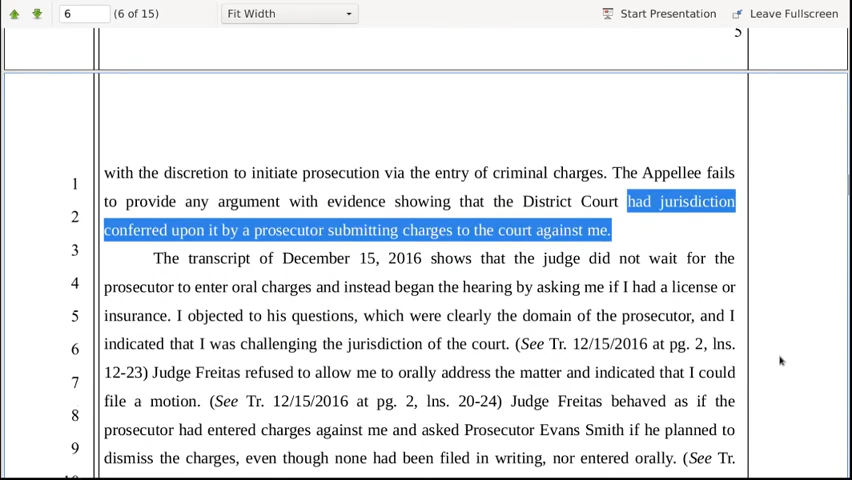 6 (6 of 15) Fit Width Start Presentation Leave Fullscreen
5
with the discretion to initiate prosecution via the entry of criminal charges. The Appellee fails
1
to provide any argument with evidence showing that the District Court had jurisdiction
2
conferred upon it by a prosecutor submitting charges to the court against me.
3
The transcript of December 15, 2016 shows that the judge did not wait for the
4
prosecutor to enter oral charges and instead began the hearing by asking me if I had a license or
5
insurance. I objected to his questions, which were clearly the domain of the prosecutor, and I
6
indicated that I was challenging the jurisdiction of the court. (See Tr. 12/15/2016 at pg. 2, lns.
7
12-23) Judge Freitas refused to allow me to orally address the matter and indicated that I could
8
file a motion. (See Tr. 12/15/2016 at pg. 2, lns. 20-24) Judge Freitas behaved as if the
9
prosecutor had entered charges against me and asked Prosecutor Evans Smith if he planned to
dismiss the charges, even though none had been filed in writing, nor entered orally. (See Tr.